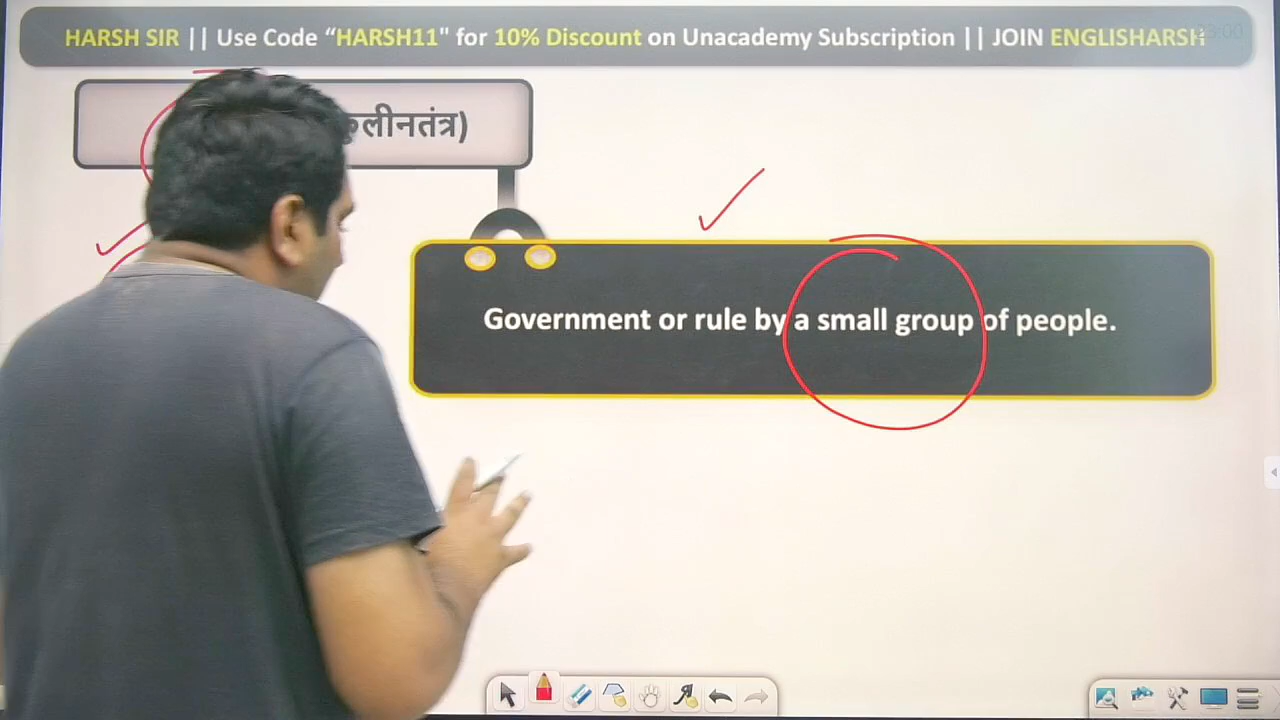 HARSH SIR || Use Code “HARSH11" for 10% Discount on Unacademy Subscription || JOIN ENGLISHARSH
कुलीनतंत्र)
Government or rule by a small group of people.